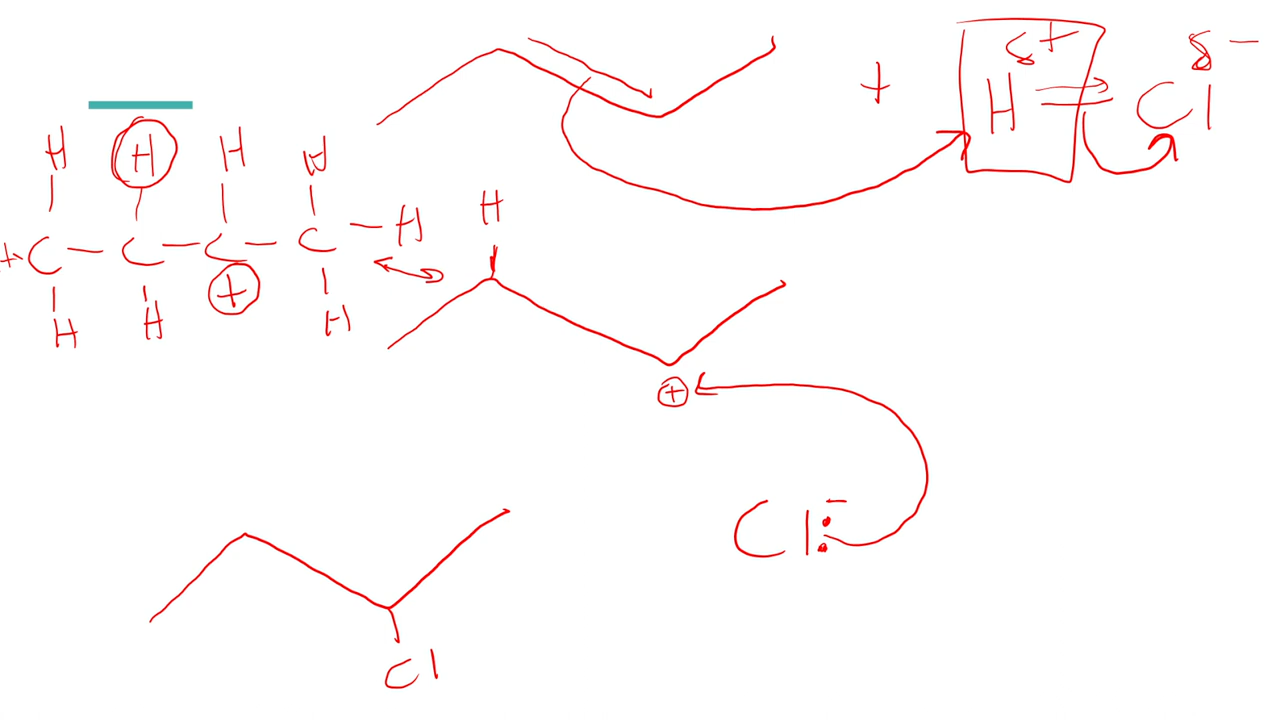 + H δ+ Cl δ−
H H H H
+ C − C − C − C − H
H H + H
H
+
Cl:−
Cl